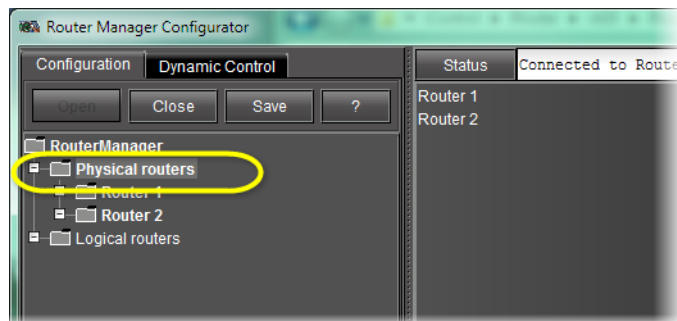 Router Manager Configurator
Configuration Dynamic Control
Open Close Save ?
RouterManager
Physical routers
Router 1
Router 2
Logical routers
Status Connected to Route
Router 1
Router 2